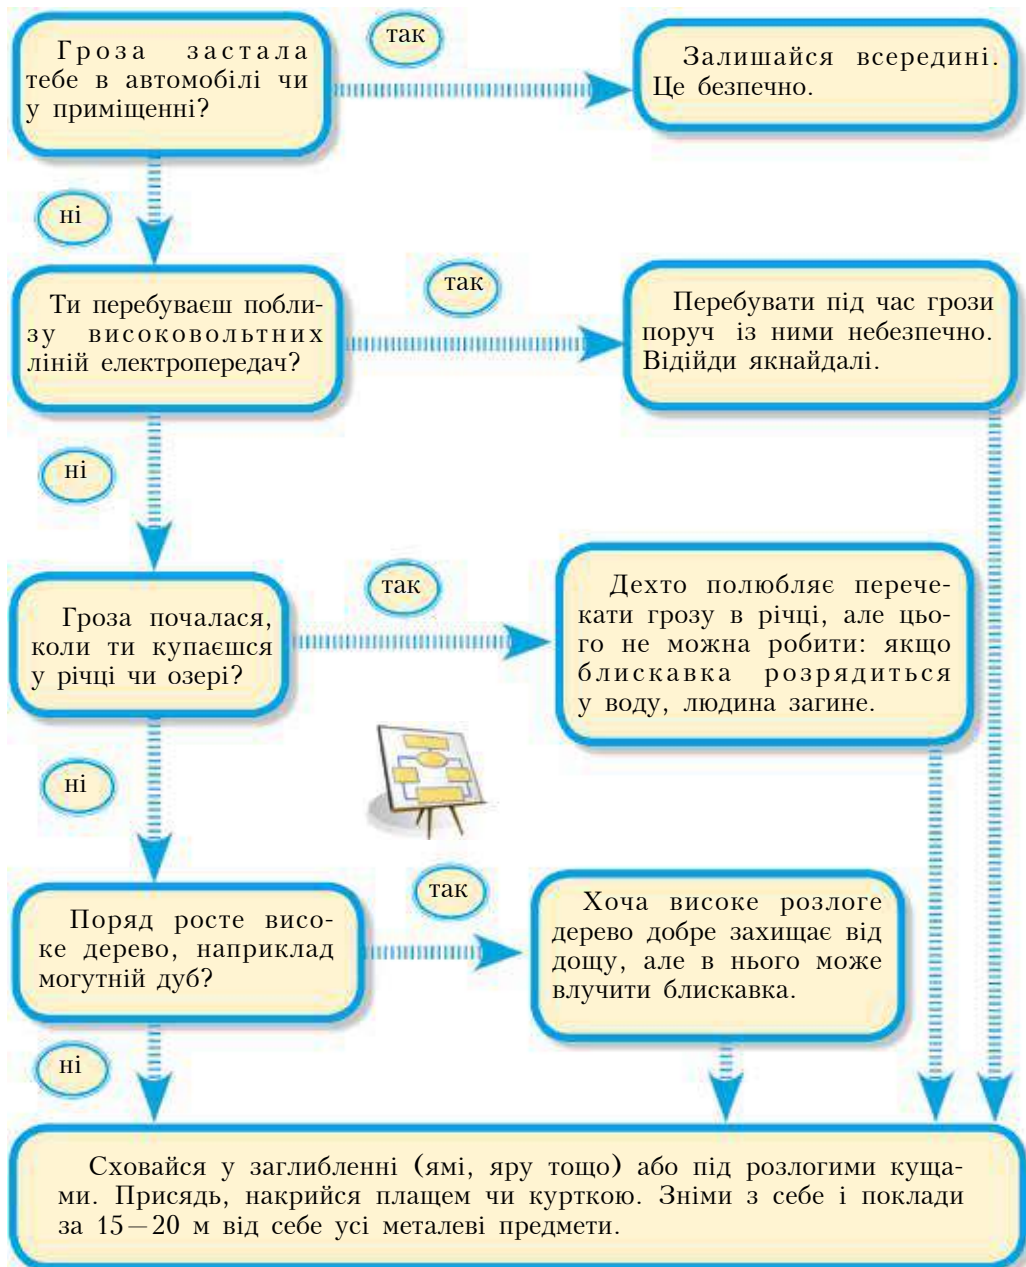 Гроза застала
тебе в автомобілі чи
у приміщенні?
так
Залишайся всередині.
Це безпечно.
ні
Ти перебуваєш поблизу-
зу високовольтних
ліній електропередач?
так
Перебувати під час грози
поруч із ними небезпечно.
Відійди якнайдалі.
ні
Гроза почалася,
коли ти купаєшся
у річці чи озері?
так
Дехто полюбляє перече-
кати грозу в річці, але цьо-
го не можна робити: якщо
блискавка розрядиться
у воду, людина загине.
ні
Поряд росте висо-
ке дерево, наприклад
могутній дуб?
так
Хоча високе розлоге
дерево добре захищає від
дощу, але в нього може
влучити блискавка.
ні
Сховайся у заглибленні (ямі, яру тощо) або під розлогими куща-
ми. Присядь, накрийся плащем чи курткою. Зніми з себе і поклади
за 15—20 м від себе усі металеві предмети.